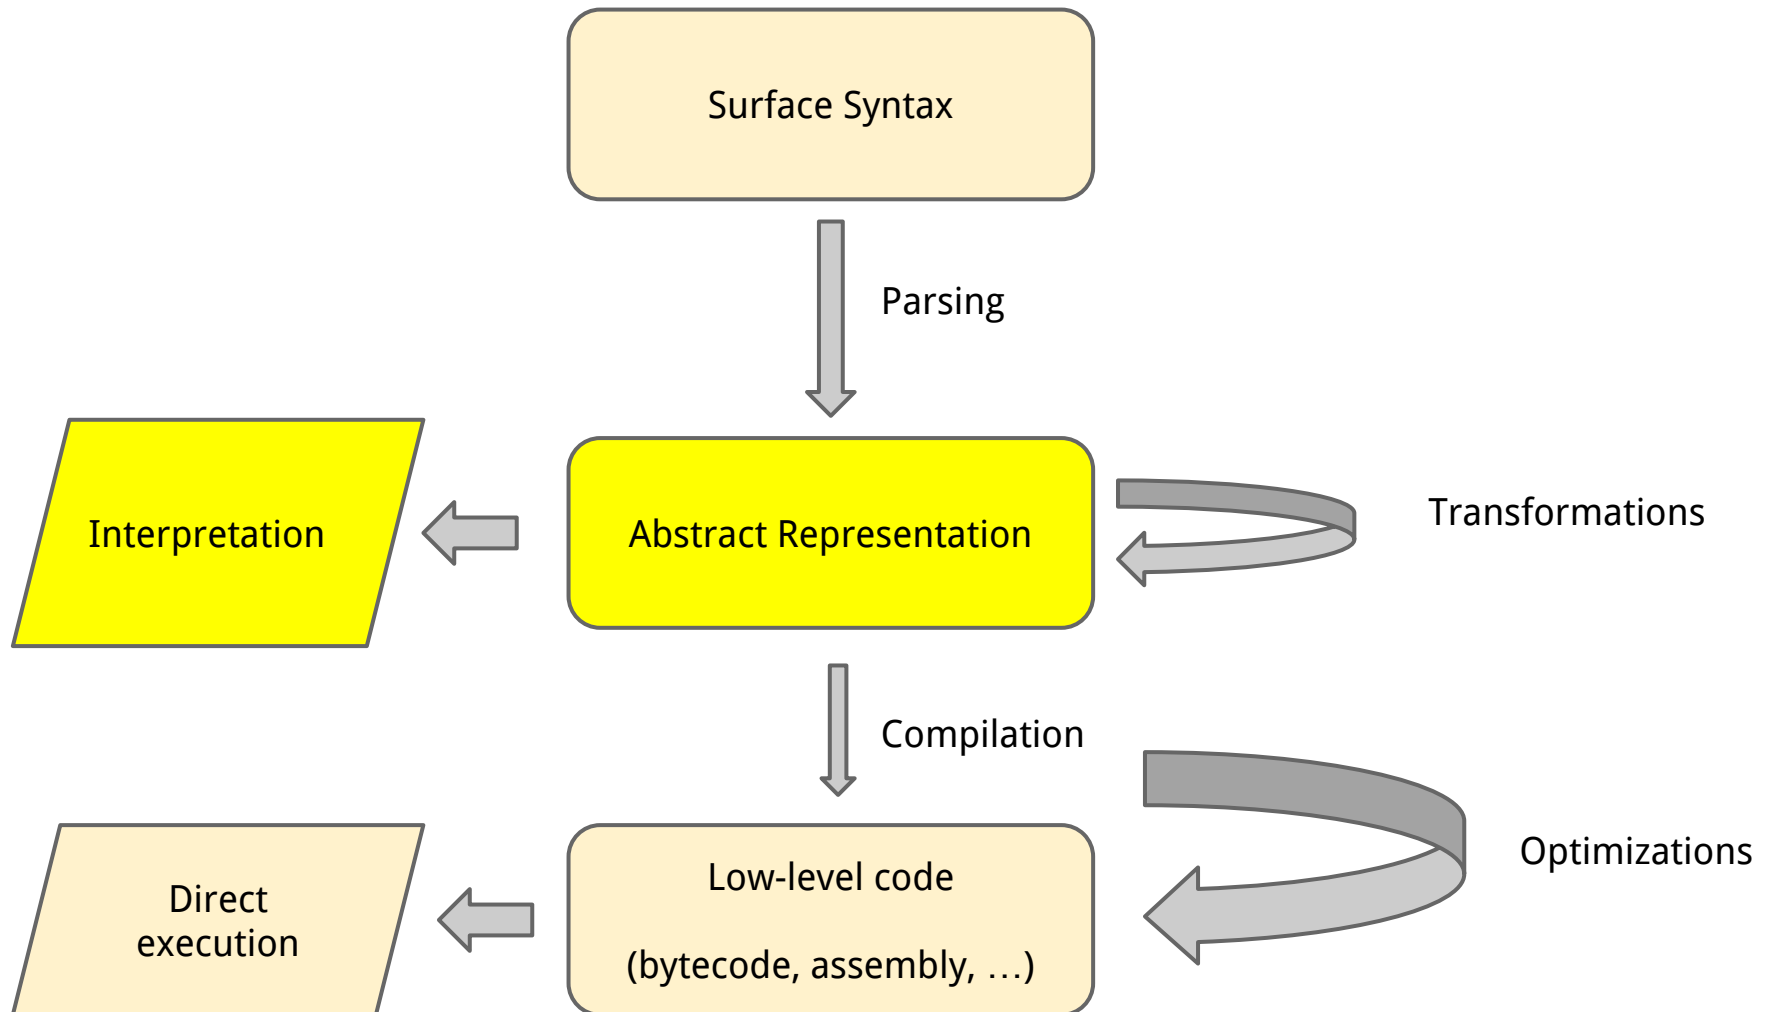 Surface Syntax
Parsing
Interpretation
Abstract Representation
Transformations
Compilation
Optimizations
Direct
execution
Low-level code
(bytecode, assembly, …)